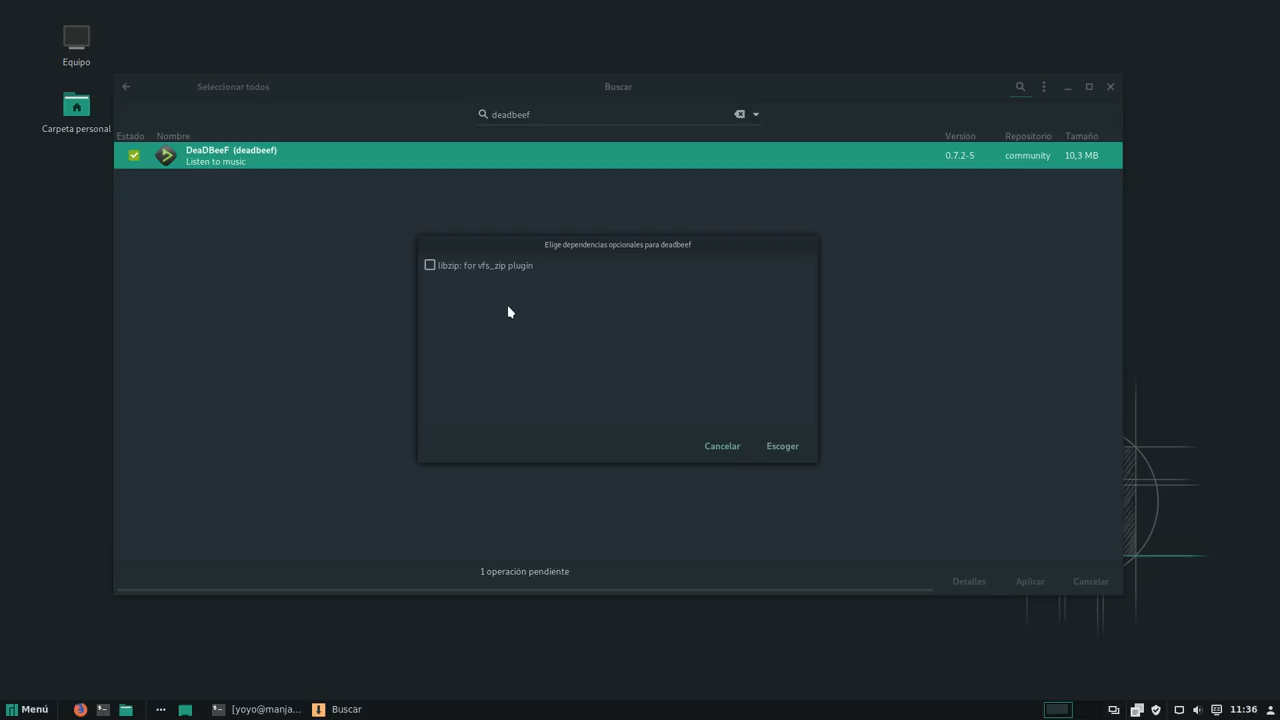 Equipo
Carpeta personal
Seleccionar todos
Buscar
deadbeef
Estado
Nombre
Versión
Repositorio
Tamaño
DeaDBeeF (deadbeef)
Listen to music
0.7.2-5
community
10,3 MB
Elige dependencias opcionales para deadbeef
libzip: for vfs_zip plugin
Cancelar
Escoger
1 operación pendiente
Detalles
Aplicar
Cancelar
Menú
[yoyo@manja...
Buscar
11:36